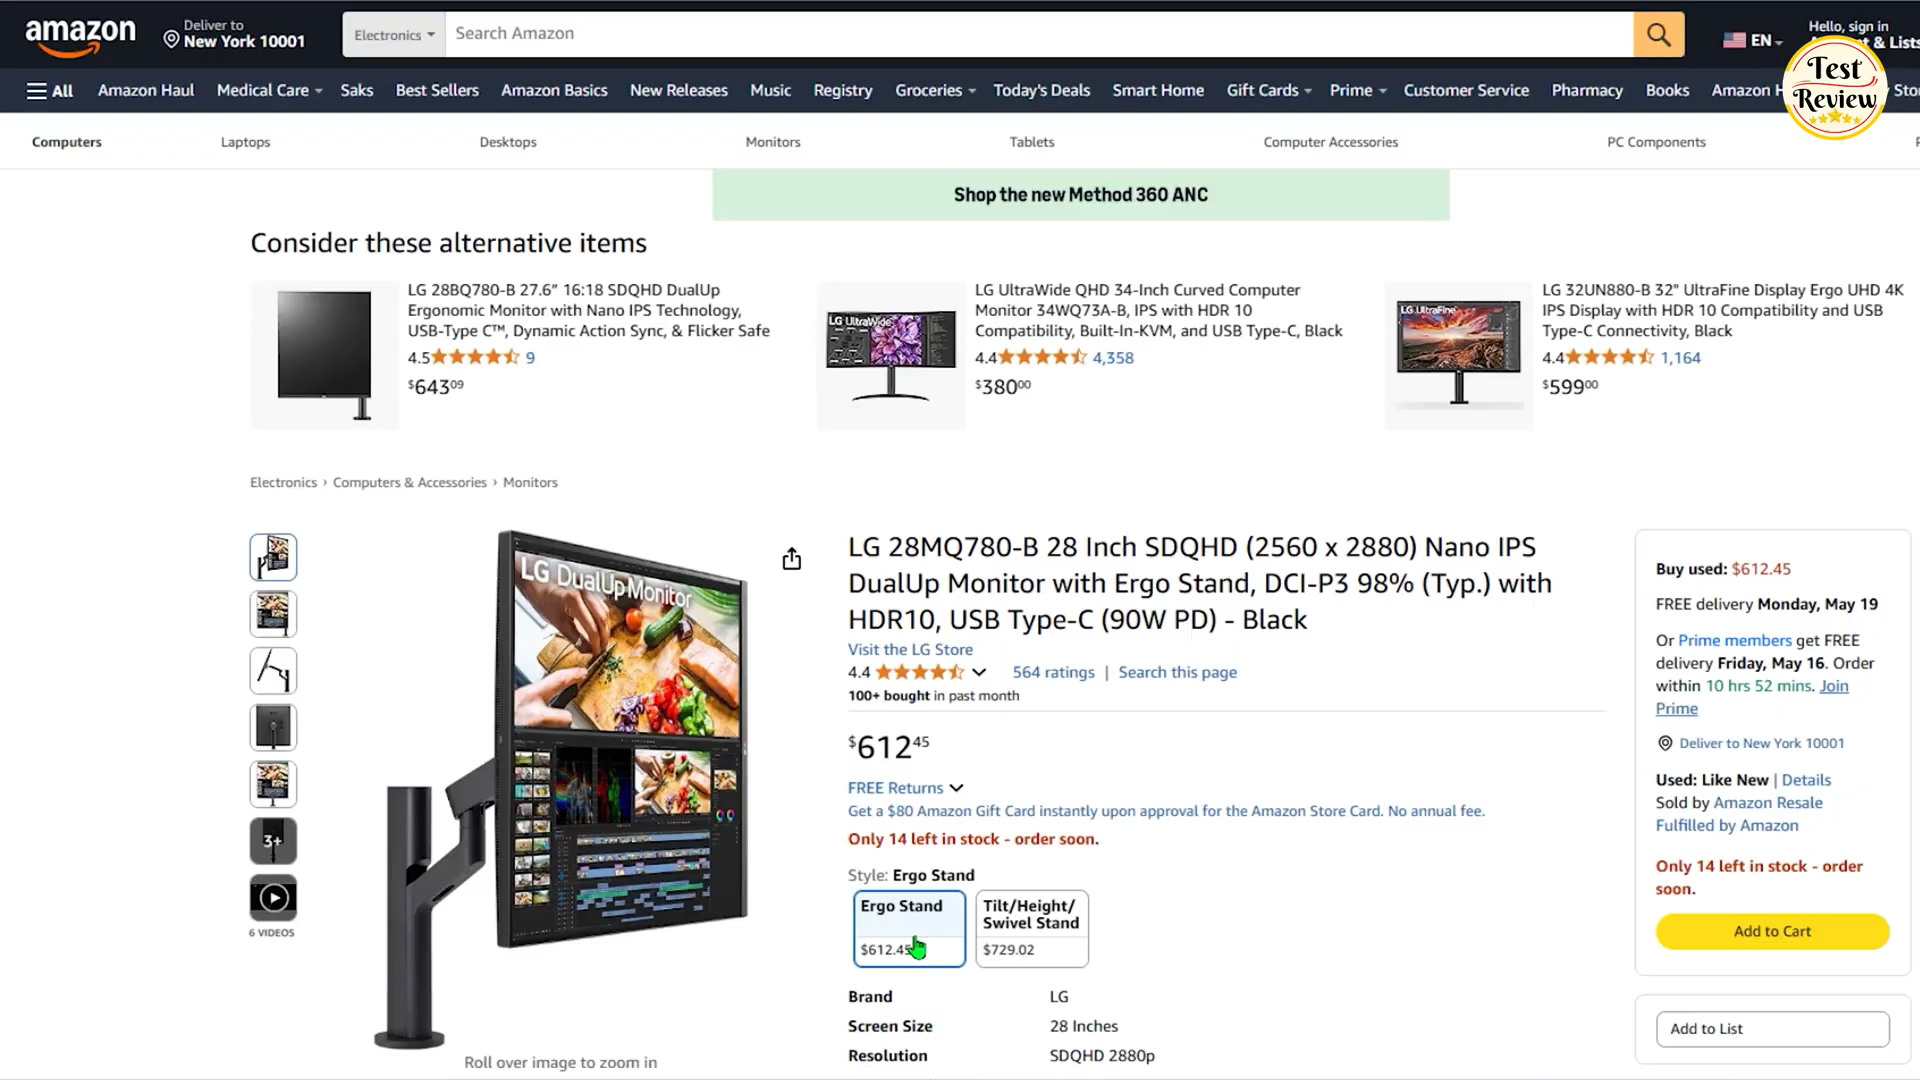 amazon
Deliver to
New York 10001
Electronics
Search Amazon
EN
Hello, sign in
t & Lists
Test
Review
All
Amazon Haul
Medical Care
Saks
Best Sellers
Amazon Basics
New Releases
Music
Registry
Groceries
Today's Deals
Smart Home
Gift Cards
Prime
Customer Service
Pharmacy
Books
Amazon H
Sto
Computers
Laptops
Desktops
Monitors
Tablets
Computer Accessories
PC Components
Shop the new Method 360 ANC
Consider these alternative items
LG 28BQ780-B 27.6” 16:18 SDQHD DualUp
Ergonomic Monitor with Nano IPS Technology,
USB-Type C™, Dynamic Action Sync, & Flicker Safe
4.5 9
$643⁰⁹
LG UltraWide
LG UltraWide QHD 34-Inch Curved Computer
Monitor 34WQ73A-B, IPS with HDR 10
Compatibility, Built-In-KVM, and USB Type-C, Black
4.4 4,358
$380⁰⁰
LG UltraFine
LG 32UN880-B 32" UltraFine Display Ergo UHD 4K
IPS Display with HDR 10 Compatibility and USB
Type-C Connectivity, Black
4.4 1,164
$599⁰⁰
Electronics › Computers & Accessories › Monitors
3+
6 VIDEOS
LG DualUp Monitor
Roll over image to zoom in
LG 28MQ780-B 28 Inch SDQHD (2560 x 2880) Nano IPS
DualUp Monitor with Ergo Stand, DCI-P3 98% (Typ.) with
HDR10, USB Type-C (90W PD) - Black
Visit the LG Store
4.4 564 ratings | Search this page
100+ bought in past month
$612⁴⁵
FREE Returns
Get a $80 Amazon Gift Card instantly upon approval for the Amazon Store Card. No annual fee.
Only 14 left in stock - order soon.
Style: Ergo Stand
Ergo Stand
$612.45
Tilt/Height/
Swivel Stand
$729.02
Brand LG
Screen Size 28 Inches
Resolution SDQHD 2880p
Buy used: $612.45
FREE delivery Monday, May 19
Or Prime members get FREE
delivery Friday, May 16. Order
within 10 hrs 52 mins. Join
Prime
Deliver to New York 10001
Used: Like New | Details
Sold by Amazon Resale
Fulfilled by Amazon
Only 14 left in stock - order
soon.
Add to Cart
Add to List